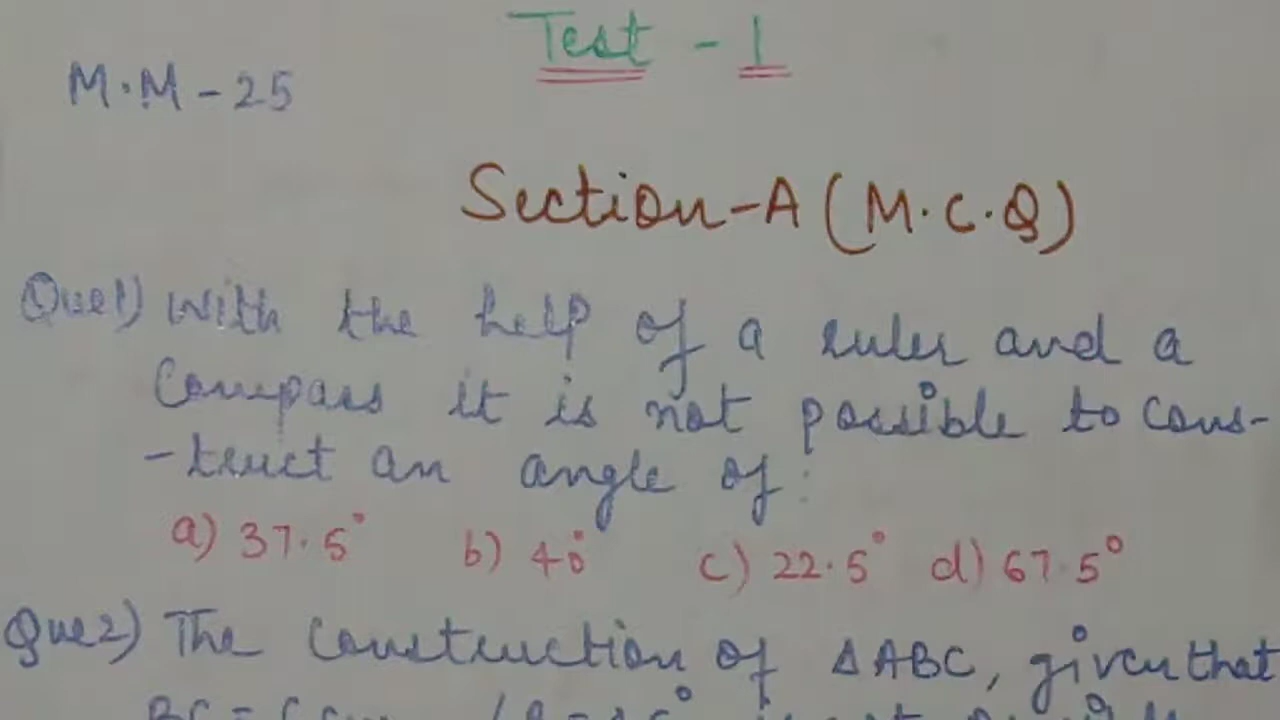 Test - 1
M.M - 25
Section-A (M.C.Q)
Que1) With the help of a ruler and a
Compass it is not possible to Cons-
-truct an angle of:
a) 37.5° b) 40° c) 22.5° d) 67.5°
Que2) The Construction of ΔABC, given that
BC =